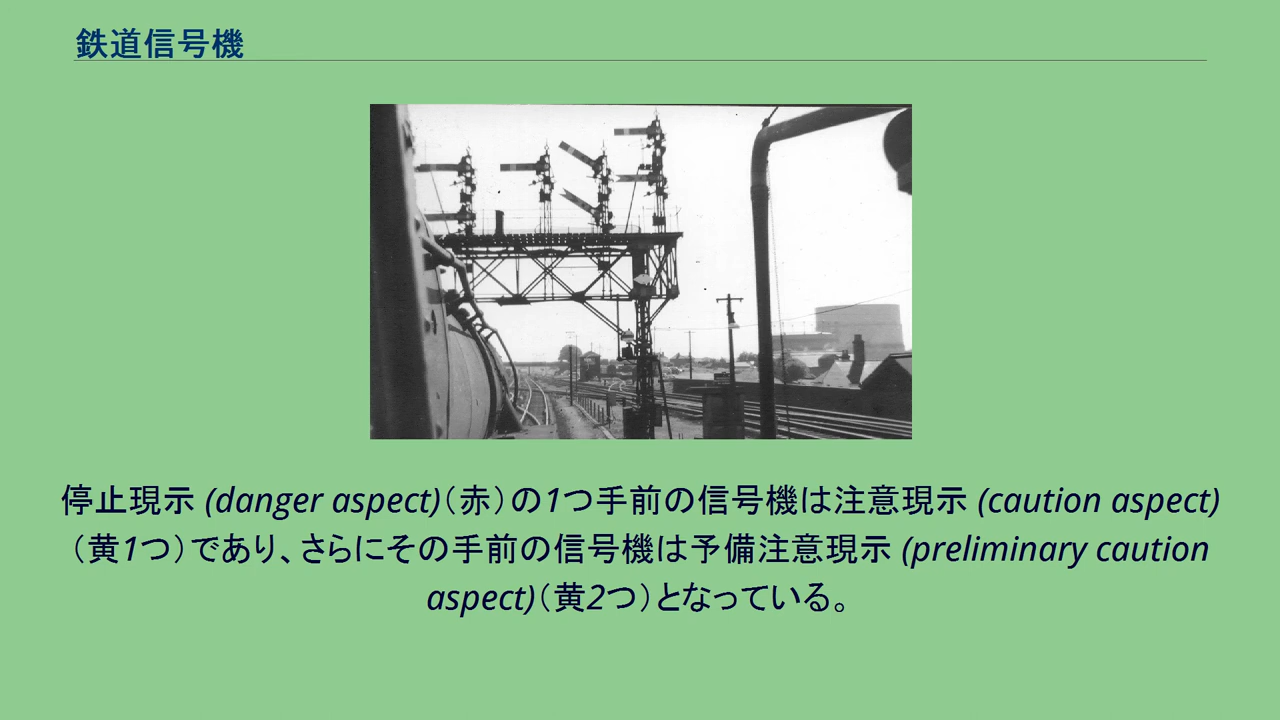 鉄道信号機
停止現示 (danger aspect)（赤）の1つ手前の信号機は注意現示 (caution aspect)
（黄1つ）であり、さらにその手前の信号機は予備注意現示 (preliminary caution
aspect)（黄2つ）となっている。